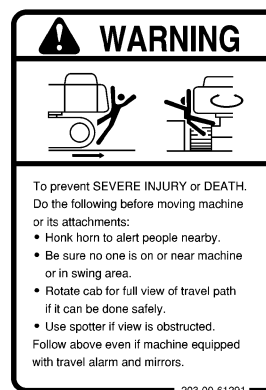 WARNING
To prevent SEVERE INJURY or DEATH.
Do the following before moving machine
or its attachments:
• Honk horn to alert people nearby.
• Be sure no one is on or near machine
or in swing area.
• Rotate cab for full view of travel path
if it can be done safely.
• Use spotter if view is obstructed.
Follow above even if machine equipped
with travel alarm and mirrors.
203-00-61291